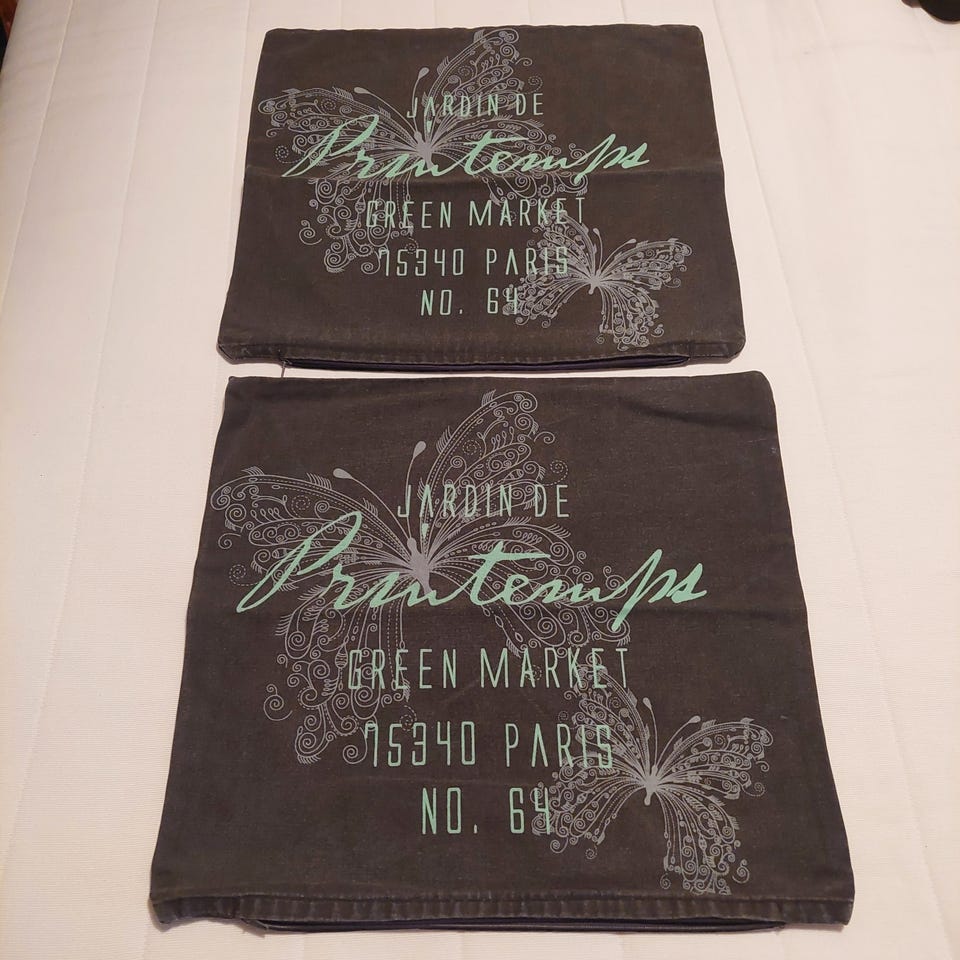 JARDIN DE
Printemps
GREEN MARKET
75340 PARIS
NO. 64
JARDIN DE
Printemps
GREEN MARKET
75340 PARIS
NO. 64